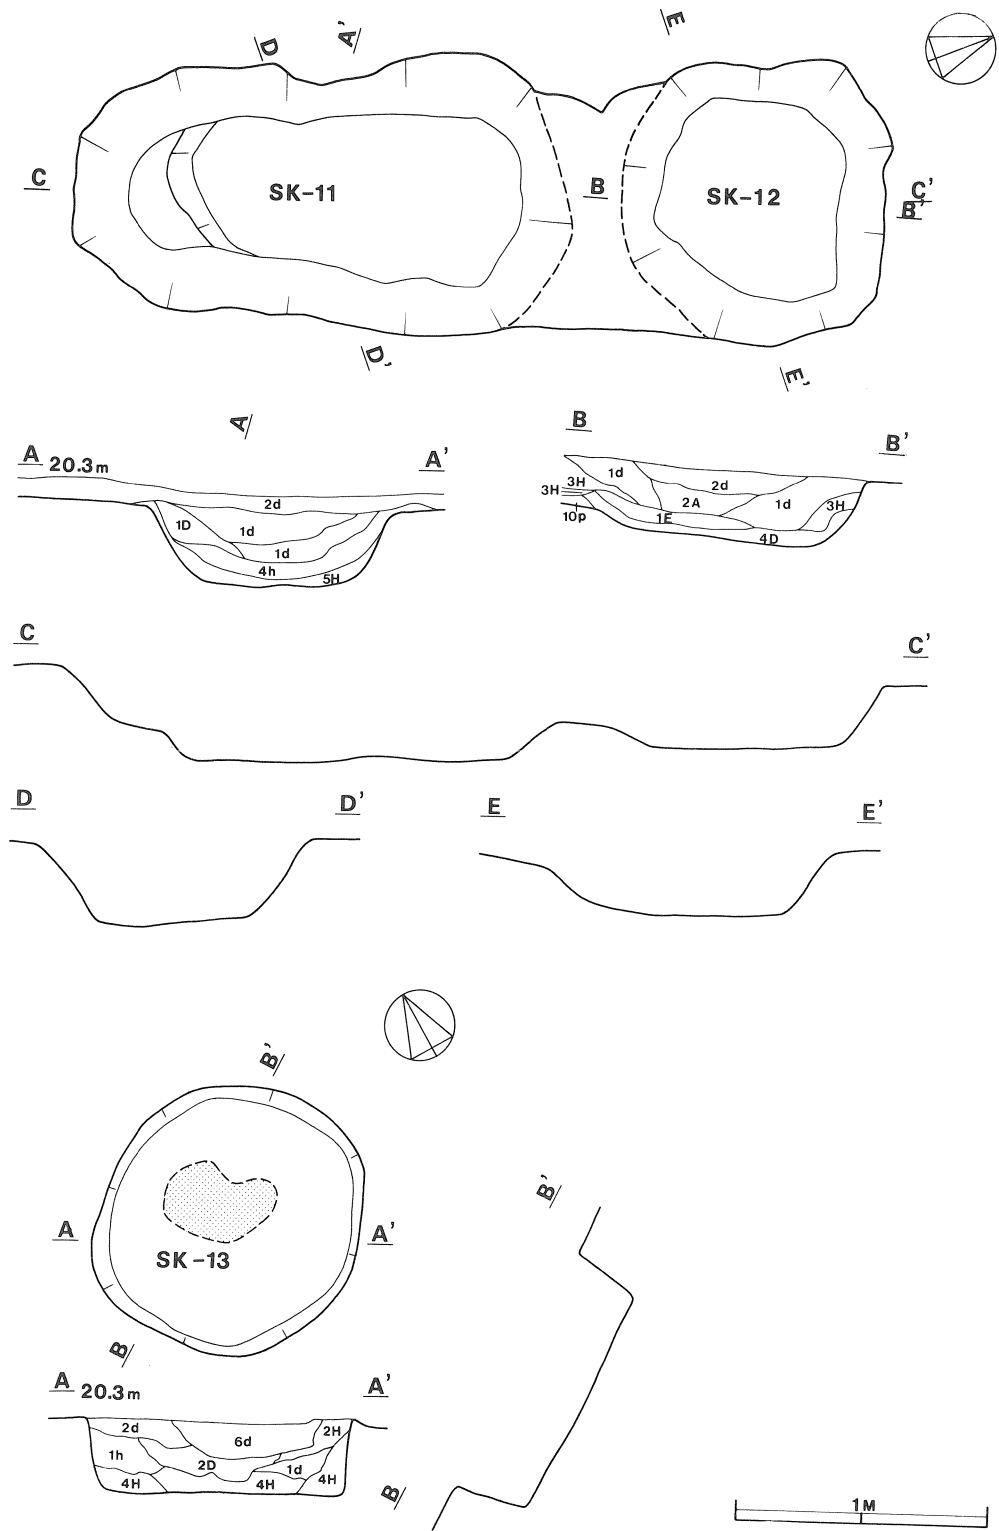 D A' E
C SK-11 B SK-12 C'
B'
D' E'
A B
A 20.3m A' B'
2d
1D 1d
1d
4h
5H
1d 2d
3H
3H 2A 1d 3H
10p 1E
4D
C C'
D D' E E'
B'
A A'
SK-13
B'
B
A 20.3m A'
2d 6d 2H
1h 2D 1d
4H 4H 4H
B
1M